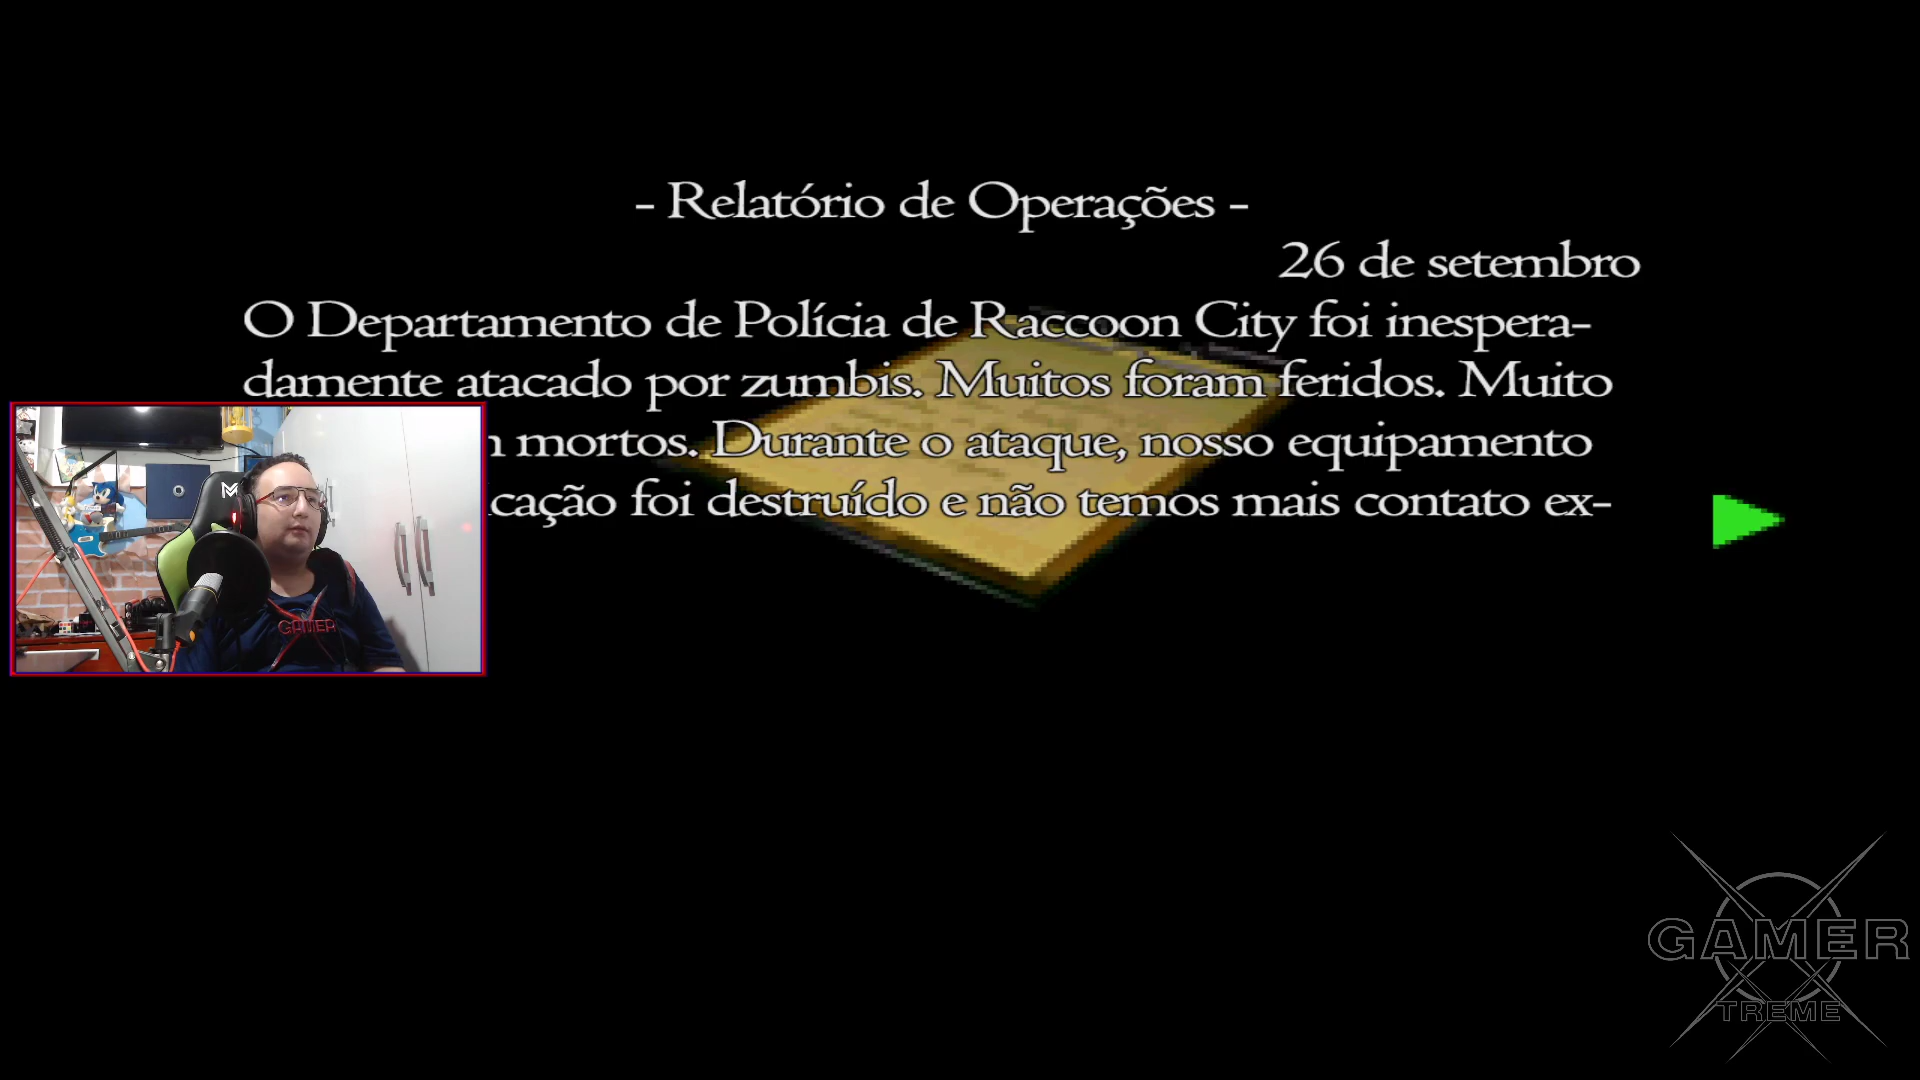 - Relatório de Operações -
26 de setembro
O Departamento de Polícia de Raccoon City foi inespera-
damente atacado por zumbis. Muitos foram feridos. Muito
mortos. Durante o ataque, nosso equipamento
cação foi destruído e não temos mais contato ex-
GAMER
GAMER
TREME